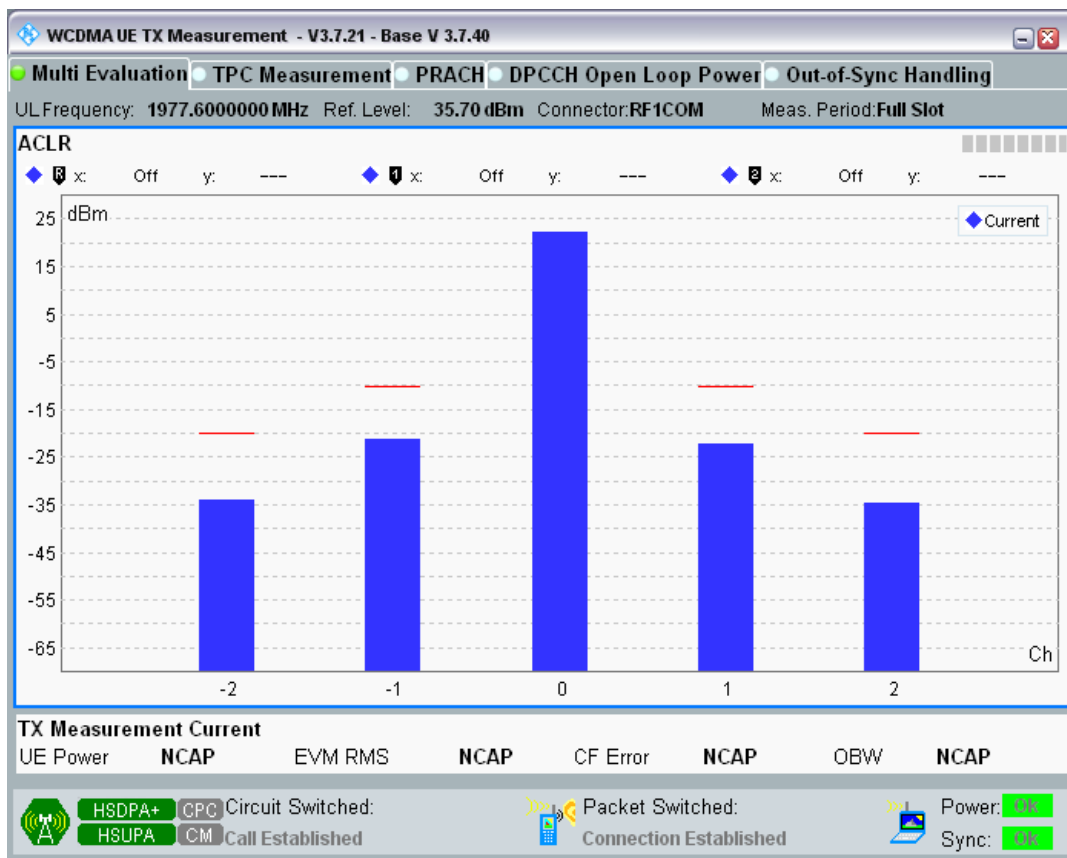 WCDMA UE TX Measurement - V3.7.21 - Base V 3.7.40
Multi Evaluation TPC Measurement PRACH DPCCH Open Loop Power Out-of-Sync Handling
UL Frequency: 1977.6000000 MHz Ref. Level: 35.70 dBm Connector:RF1COM Meas. Period:Full Slot
ACLR
R x: Off y: --- 1 x: Off y: --- 2 x: Off y: ---
dBm
Current
25
15
5
-5
-15
-25
-35
-45
-55
-65
Ch
-2 -1 0 1 2
TX Measurement Current
UE Power NCAP EVM RMS NCAP CF Error NCAP OBW NCAP
HSDPA+ CPC Circuit Switched: Packet Switched: Power: Ok
HSUPA CM Call Established Connection Established Sync: Ok